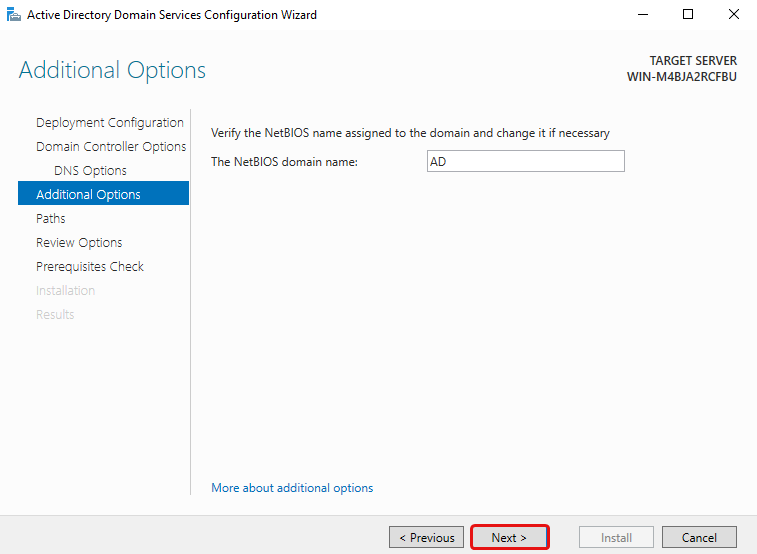 Active Directory Domain Services Configuration Wizard
Additional Options
TARGET SERVER
WIN-M4BJA2RCFBU
Deployment Configuration
Domain Controller Options
DNS Options
Additional Options
Paths
Review Options
Prerequisites Check
Installation
Results
Verify the NetBIOS name assigned to the domain and change it if necessary
The NetBIOS domain name: AD
More about additional options
< Previous Next > Install Cancel